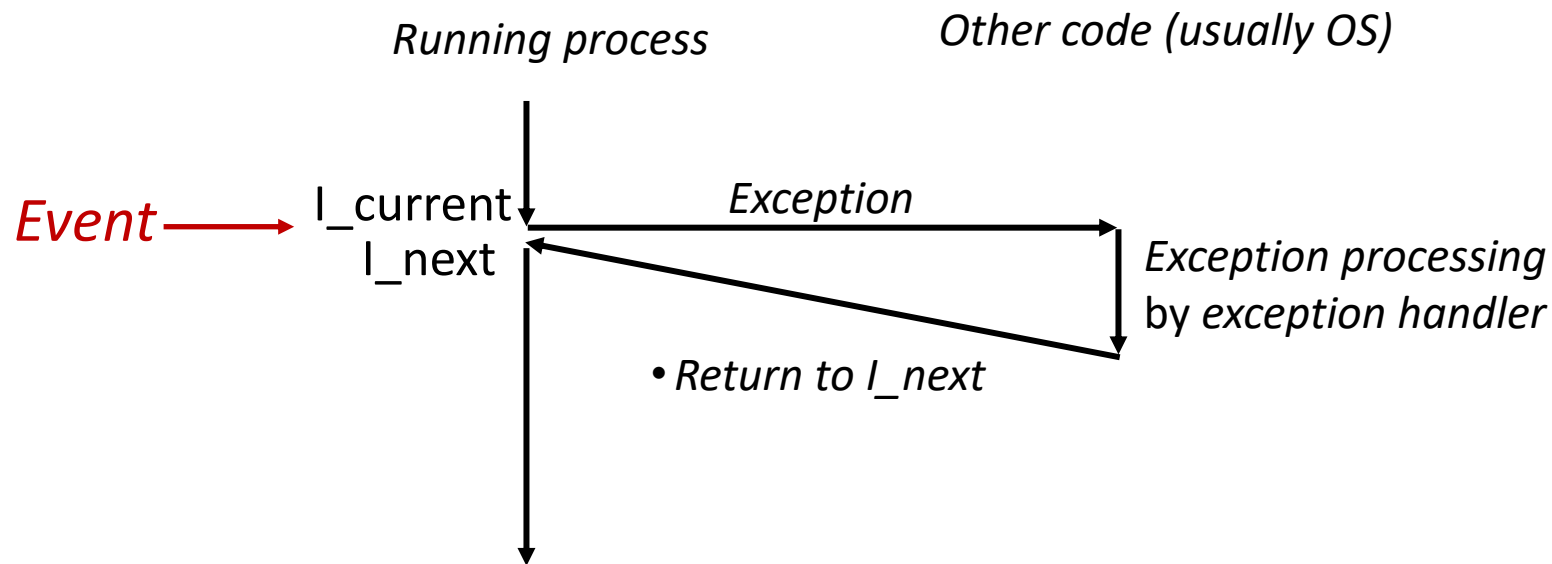 Running process
Other code (usually OS)
Event
I_current
I_next
Exception
Exception processing
by exception handler
• Return to I_next